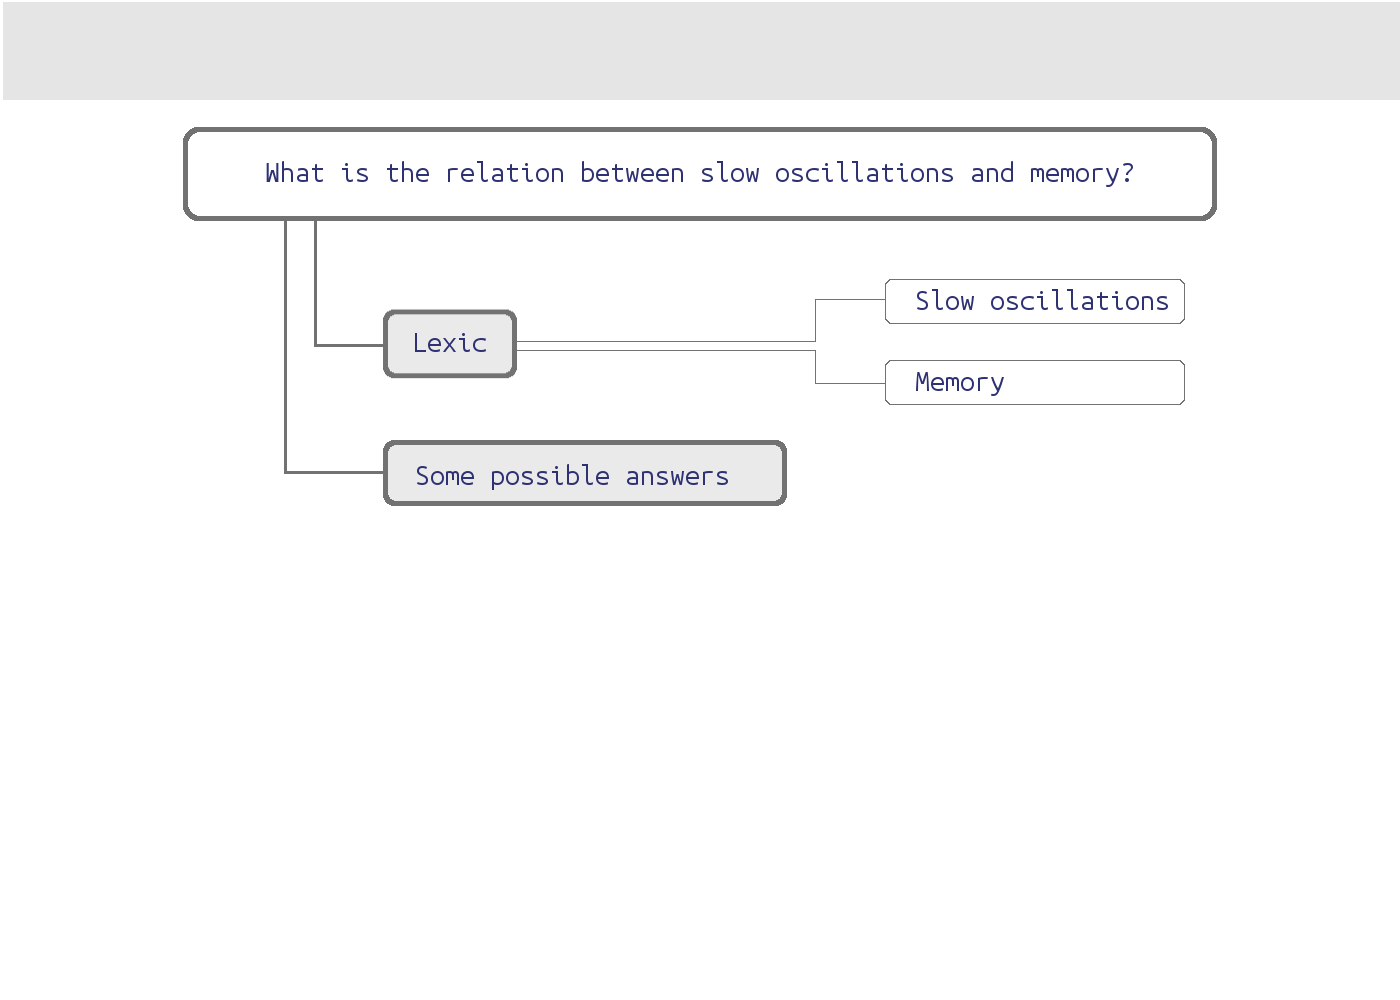 What is the relation between slow oscillations and memory?
Slow oscillations
Lexic
Memory
Some possible answers